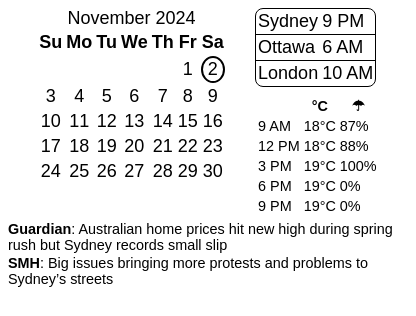 November 2024
Su Mo Tu We Th Fr Sa
1 2
3 4 5 6 7 8 9
10 11 12 13 14 15 16
17 18 19 20 21 22 23
24 25 26 27 28 29 30
Sydney 9 PM
Ottawa 6 AM
London 10 AM
°C ☂
9 AM 18°C 87%
12 PM 18°C 88%
3 PM 19°C 100%
6 PM 19°C 0%
9 PM 19°C 0%
Guardian: Australian home prices hit new high during spring
rush but Sydney records small slip
SMH: Big issues bringing more protests and problems to
Sydney’s streets